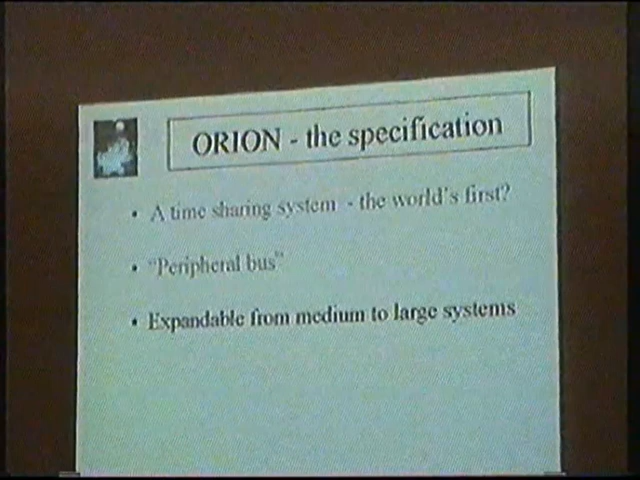 ORION - the specification
• A time sharing system - the world's first?
• "Peripheral bus"
• Expandable from medium to large systems